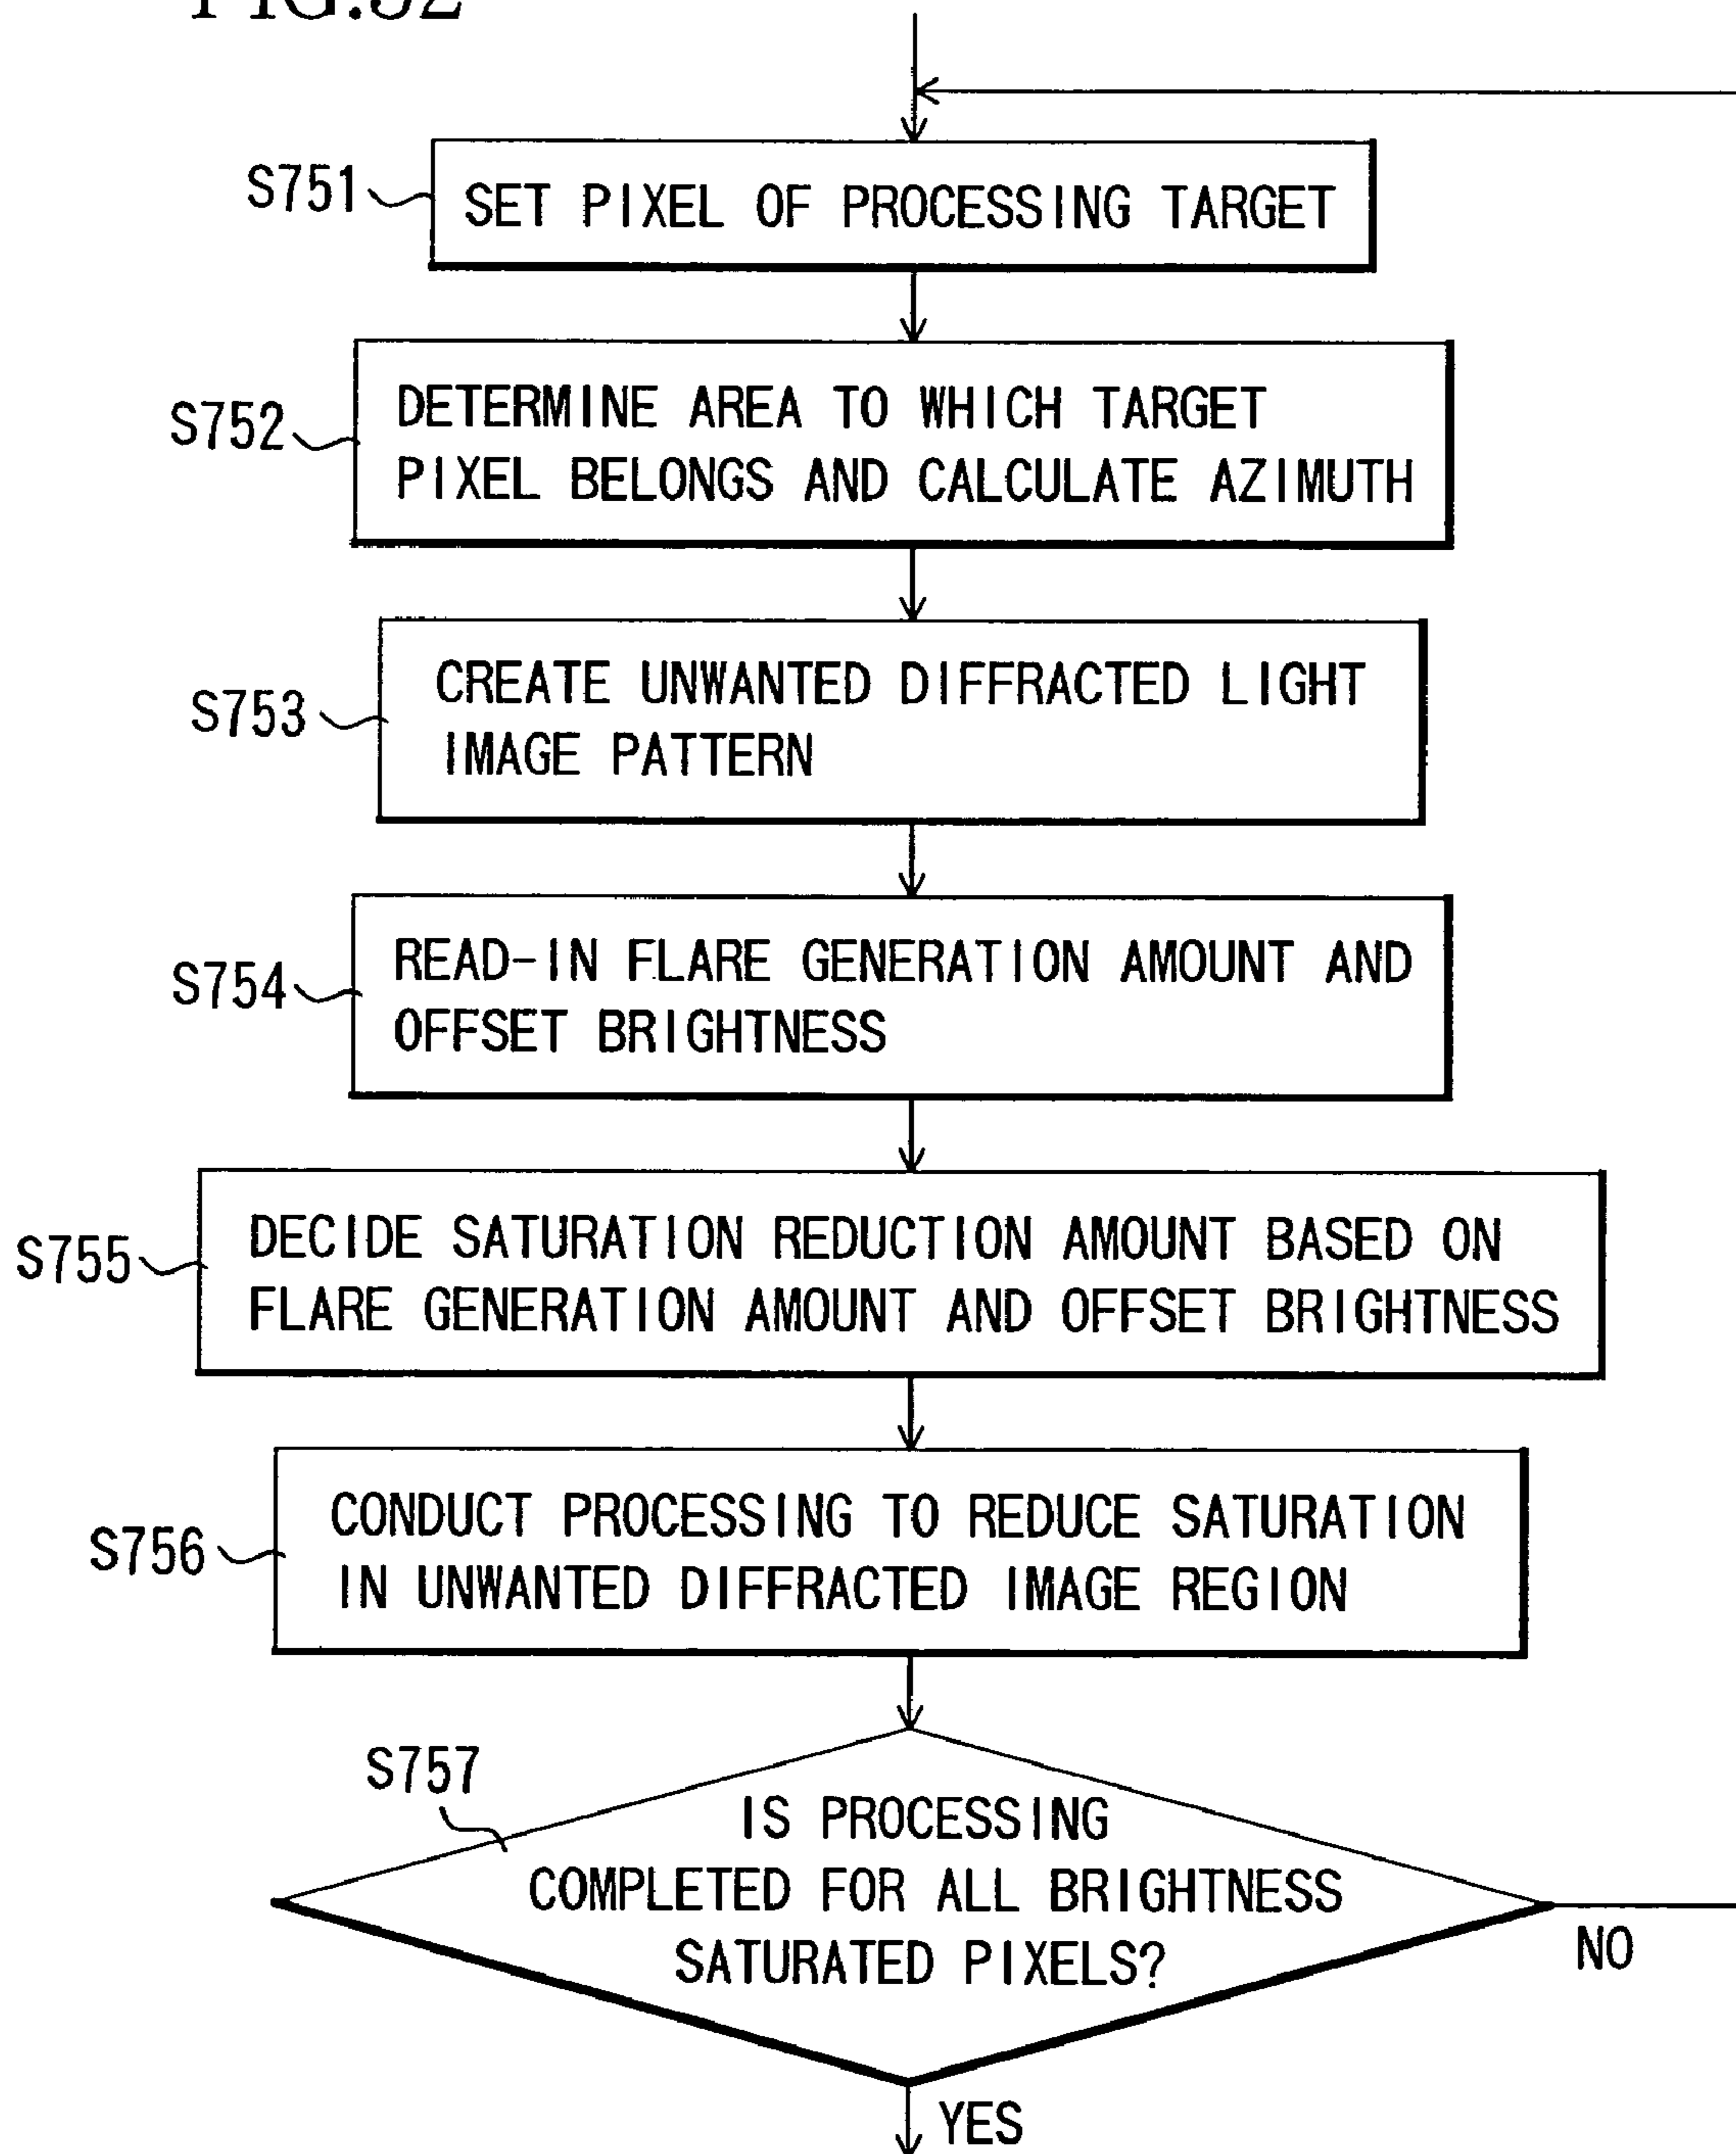 FIG.32
S751
SET PIXEL OF PROCESSING TARGET
S752
DETERMINE AREA TO WHICH TARGET
PIXEL BELONGS AND CALCULATE AZIMUTH
S753
CREATE UNWANTED DIFFRACTED LIGHT
IMAGE PATTERN
S754
READ-IN FLARE GENERATION AMOUNT AND
OFFSET BRIGHTNESS
S755
DECIDE SATURATION REDUCTION AMOUNT BASED ON
FLARE GENERATION AMOUNT AND OFFSET BRIGHTNESS
S756
CONDUCT PROCESSING TO REDUCE SATURATION
IN UNWANTED DIFFRACTED IMAGE REGION
S757
IS PROCESSING
COMPLETED FOR ALL BRIGHTNESS
SATURATED PIXELS?
NO
YES